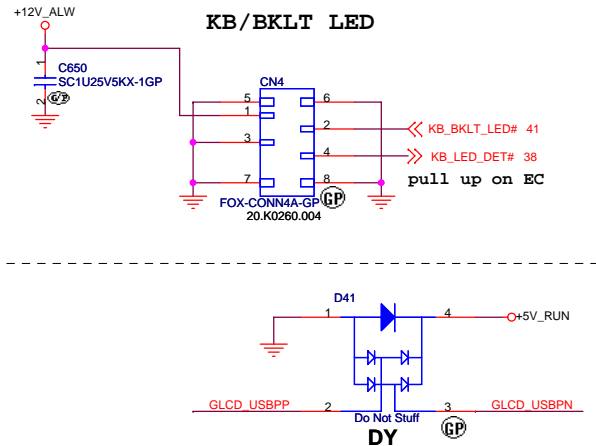 +12V_ALW
KB/BKLT LED
1
C650
SC1U25V5KX-1GP
G/P
2
CN4
5
6
1
2
KB_BKLT_LED# 41
3
4
KB_LED_DET# 38
pull up on EC
7
8
FOX-CONN4A-GP
GP
20.K0260.004
D41
1
4
+5V_RUN
GLCD_USBPP
2
3
GLCD_USBPN
Do Not Stuff
GP
DY